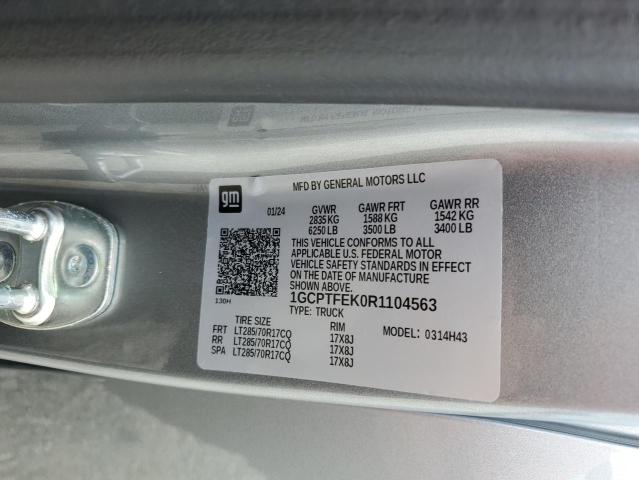 gm
MFD BY GENERAL MOTORS LLC
01/24 GVWR GAWR FRT GAWR RR
2835 KG 1588 KG 1542 KG
6250 LB 3500 LB 3400 LB
THIS VEHICLE CONFORMS TO ALL
APPLICABLE U.S. FEDERAL MOTOR
VEHICLE SAFETY STANDARDS IN EFFECT
ON THE DATE OF MANUFACTURE
SHOWN ABOVE.
130H
1GCPTFEK0R1104563
TYPE: TRUCK
TIRE SIZE RIM MODEL: 0314H43
FRT LT285/70R17CQ 17X8J
RR LT285/70R17CQ 17X8J
SPA LT285/70R17CQ 17X8J